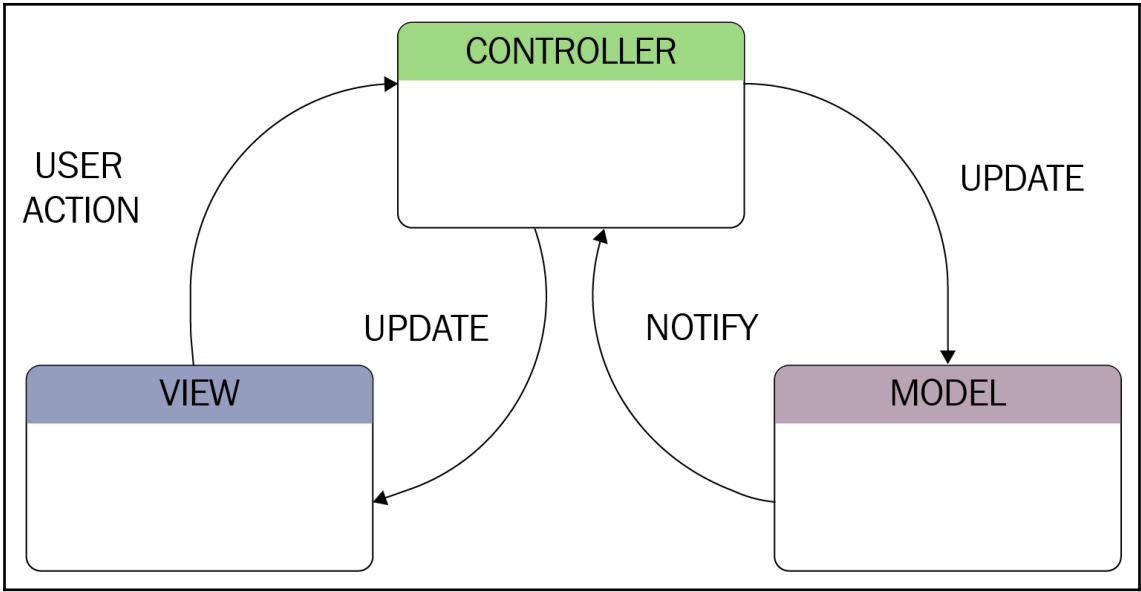 CONTROLLER
USER
ACTION
UPDATE
UPDATE
NOTIFY
VIEW
MODEL